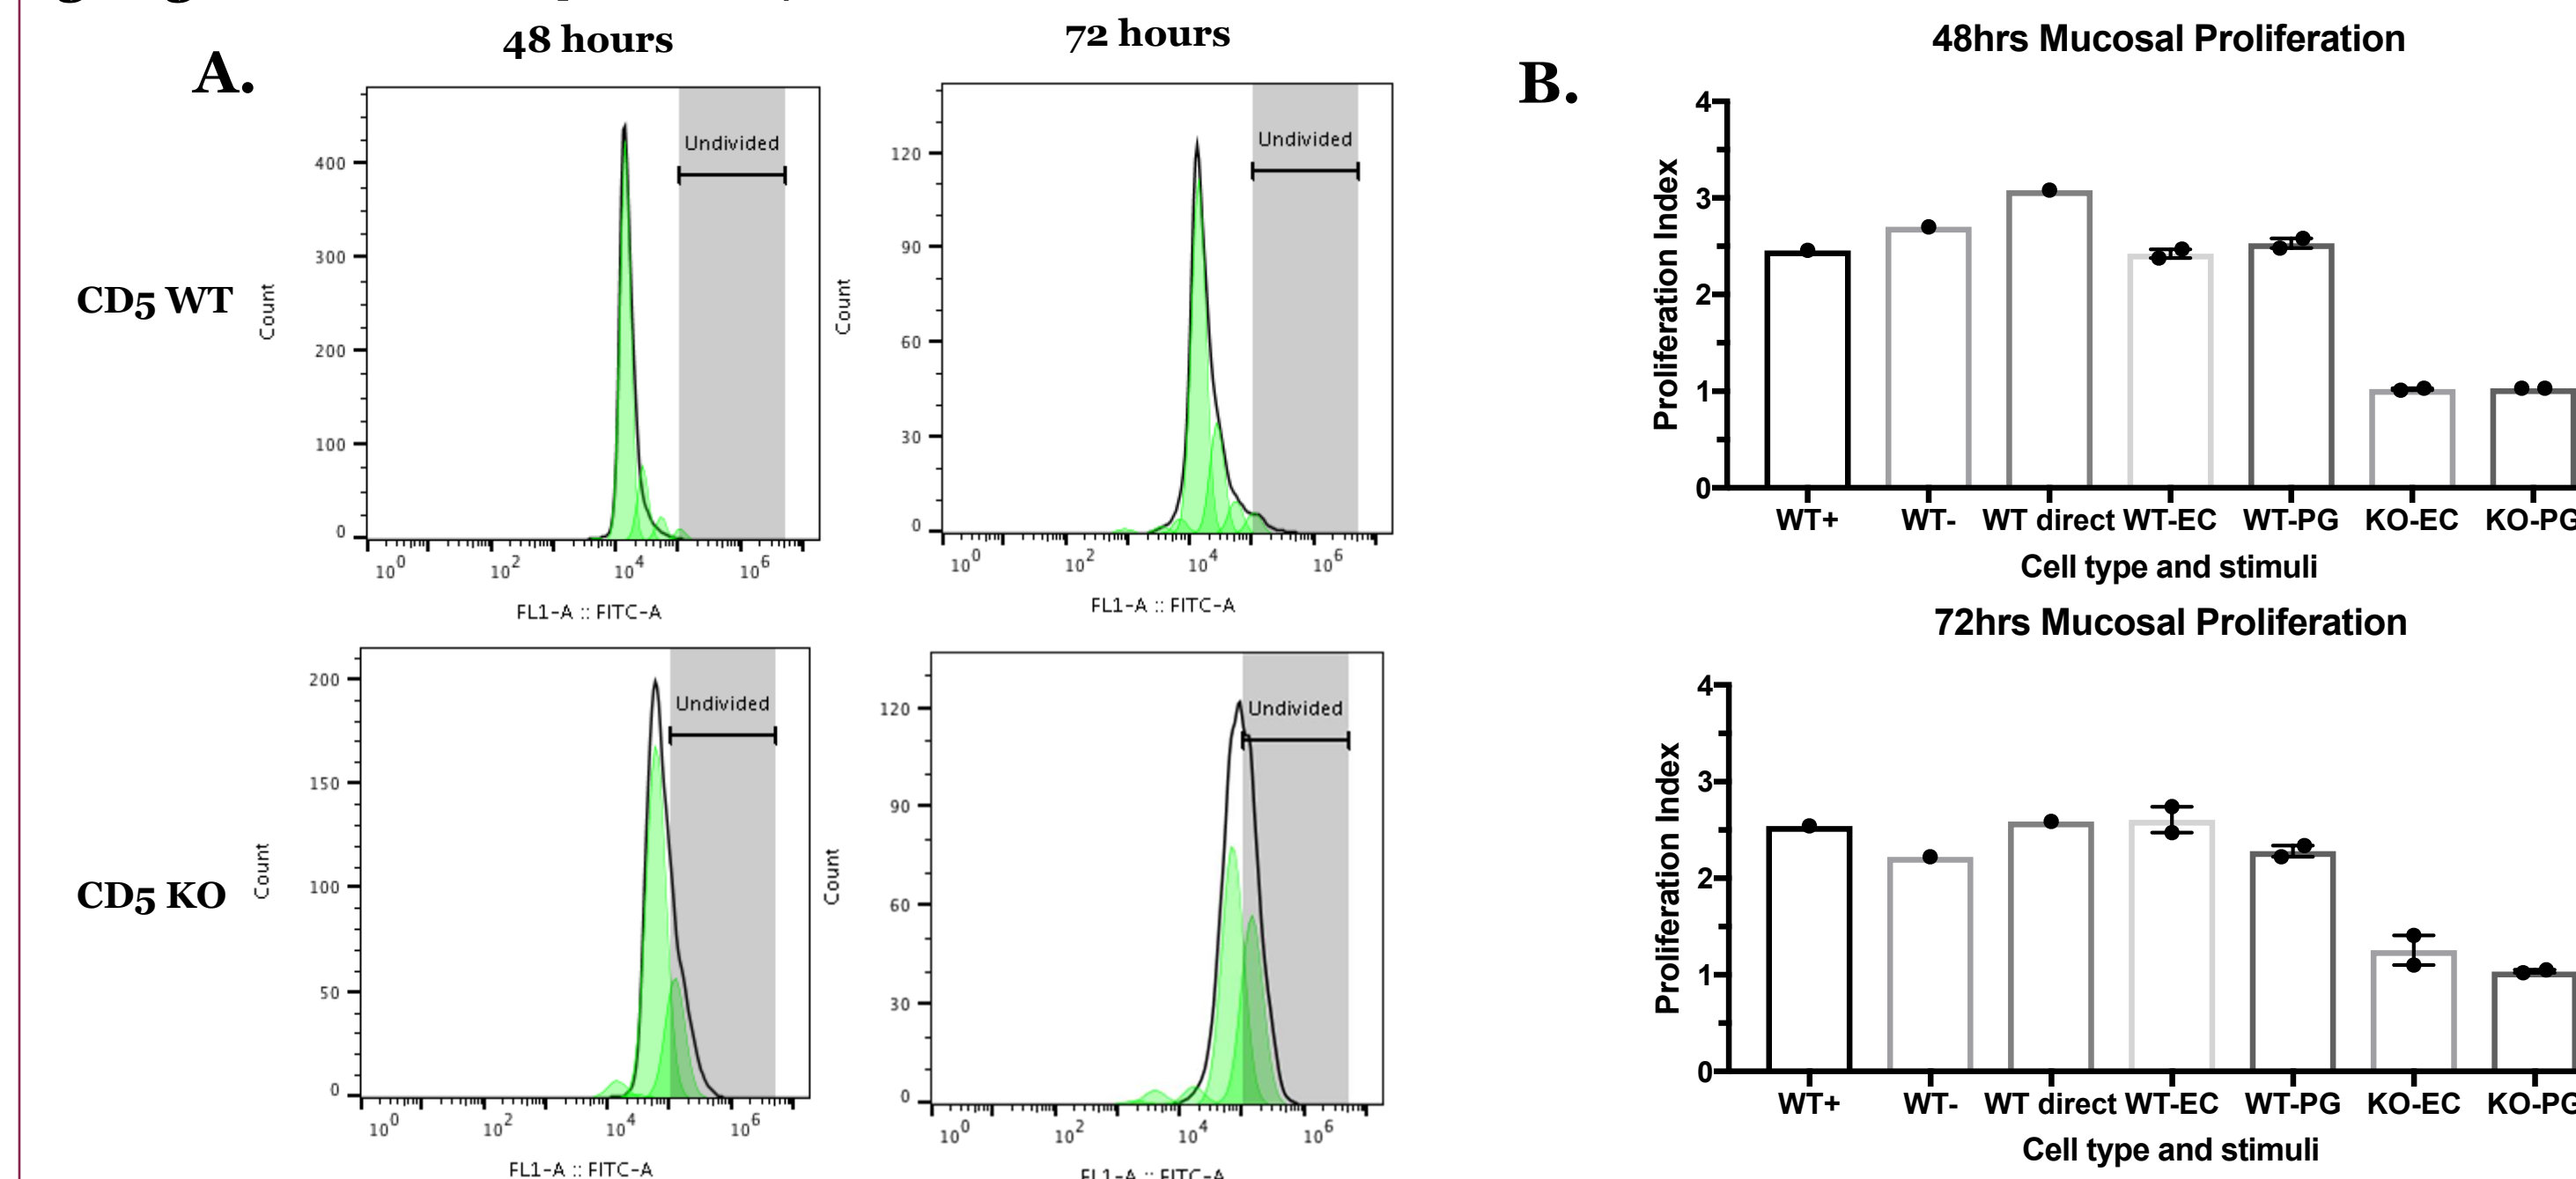 A.
48 hours
72 hours
CD5 WT
Count
400
300
200
100
0
Undivided
10^0 10^2 10^4 10^6
FL1-A :: FITC-A
Count
120
90
60
30
0
Undivided
10^0 10^2 10^4 10^6
FL1-A :: FITC-A
CD5 KO
Count
200
150
100
50
0
Undivided
10^0 10^2 10^4 10^6
FL1-A :: FITC-A
Count
120
90
60
30
0
Undivided
10^0 10^2 10^4 10^6
FL1-A :: FITC-A
B.
48hrs Mucosal Proliferation
Proliferation Index
4
3
2
1
0
WT+ WT- WT direct WT-EC WT-PG KO-EC KO-PG
Cell type and stimuli
72hrs Mucosal Proliferation
Proliferation Index
4
3
2
1
0
WT+ WT- WT direct WT-EC WT-PG KO-EC KO-PG
Cell type and stimuli